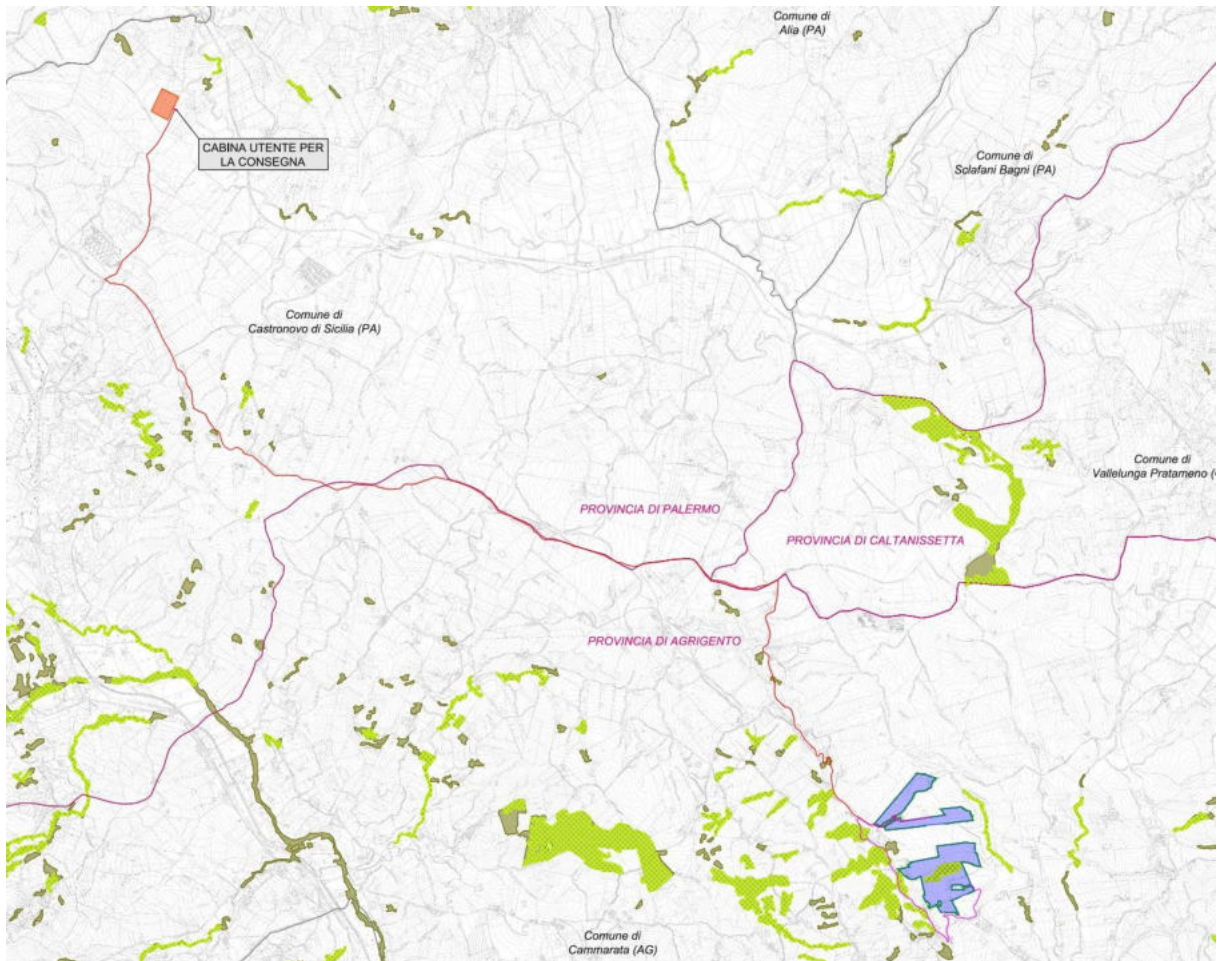 Comune di
Alia (PA)
CABINA UTENTE PER
LA CONSEGNA
Comune di
Sclafani Bagni (PA)
Comune di
Castronovo di Sicilia (PA)
Comune di
Vallelunga Pratameno (
PROVINCIA DI PALERMO
PROVINCIA DI CALTANISSETTA
PROVINCIA DI AGRIGENTO
Comune di
Cammarata (AG)